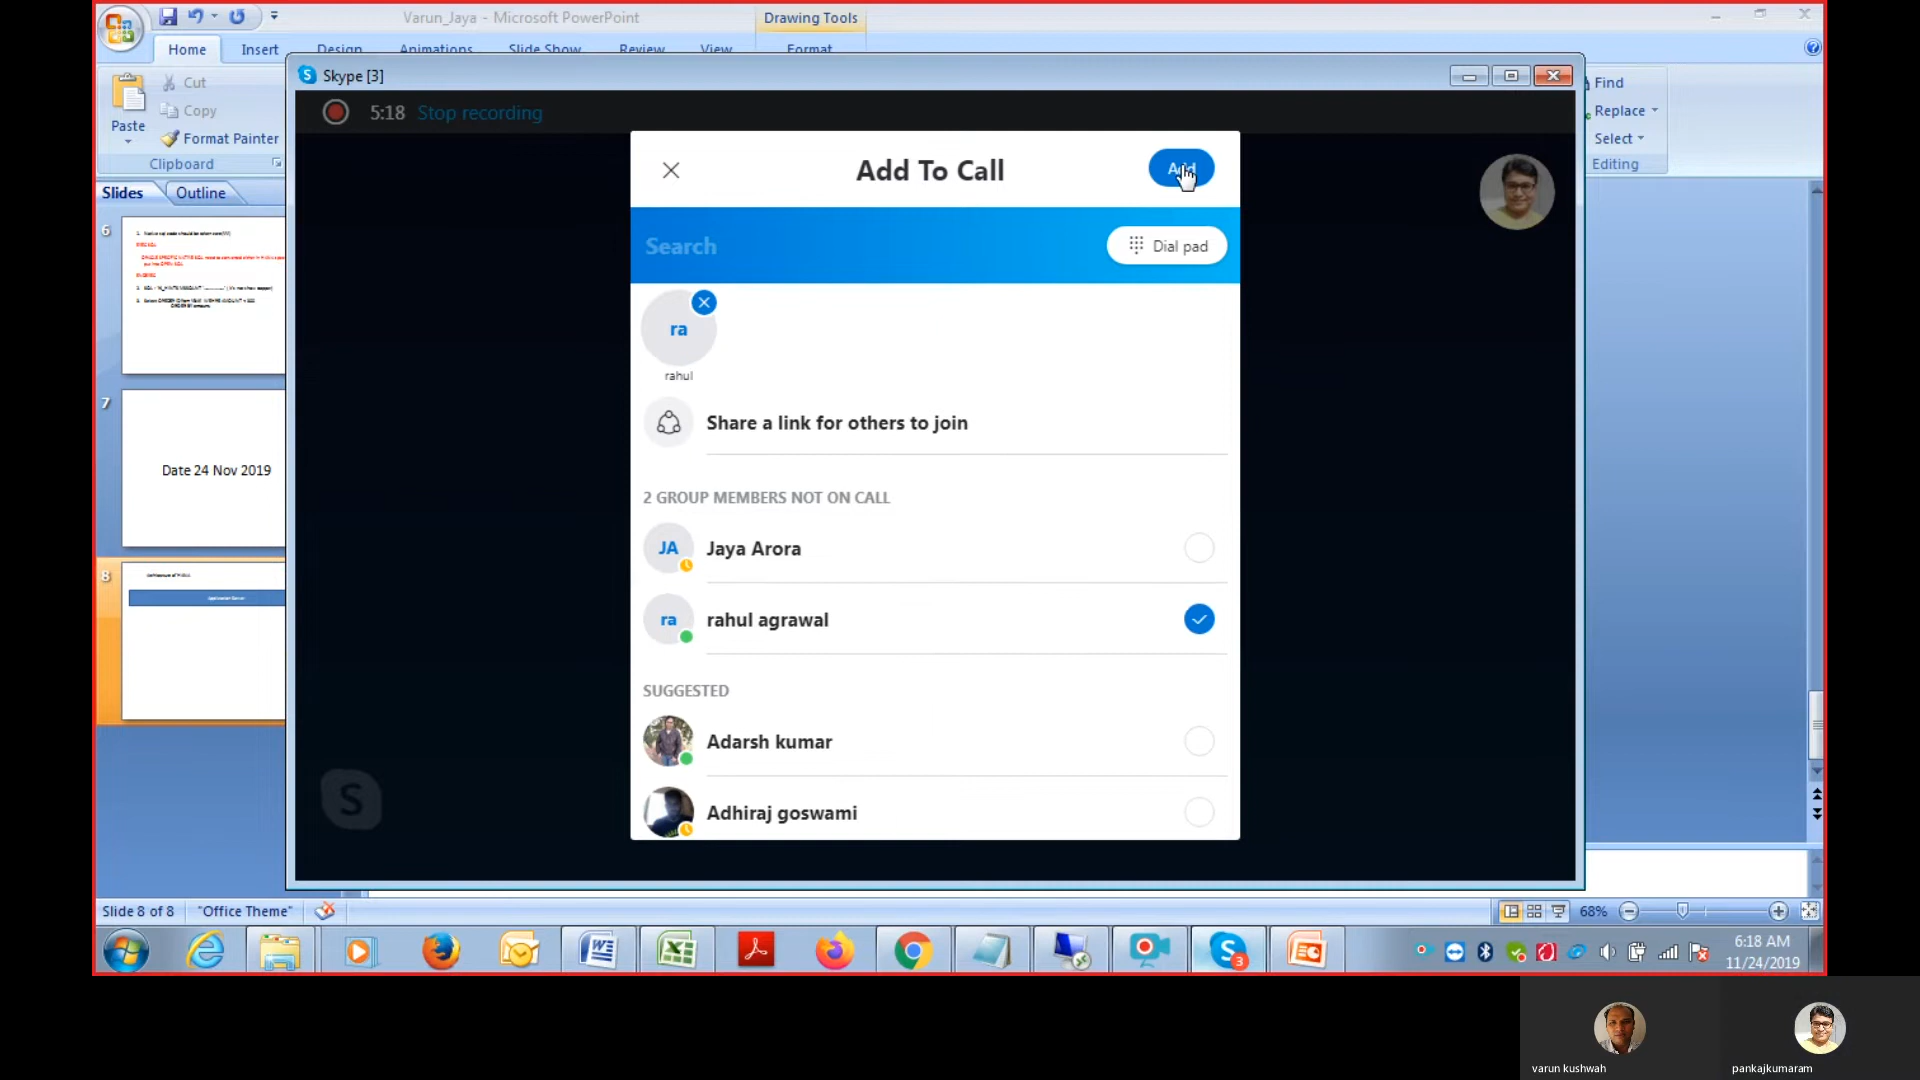 Varun_Jaya - Microsoft PowerPoint
Drawing Tools
Home
Insert
Design
Animations
Slide Show
Review
View
Format
Paste
Cut
Copy
Format Painter
Clipboard
Find
Replace
Select
Editing
Slides
Outline
Skype [3]
5:18 Stop recording
Add To Call
Add
Search
Dial pad
ra
rahul
Share a link for others to join
2 GROUP MEMBERS NOT ON CALL
JA
Jaya Arora
ra
rahul agrawal
SUGGESTED
Adarsh kumar
Adhiraj goswami
6
7
Date 24 Nov 2019
8
Application Server
Slide 8 of 8
"Office Theme"
68%
3
6:18 AM
11/24/2019
varun kushwah
pankajkumaram